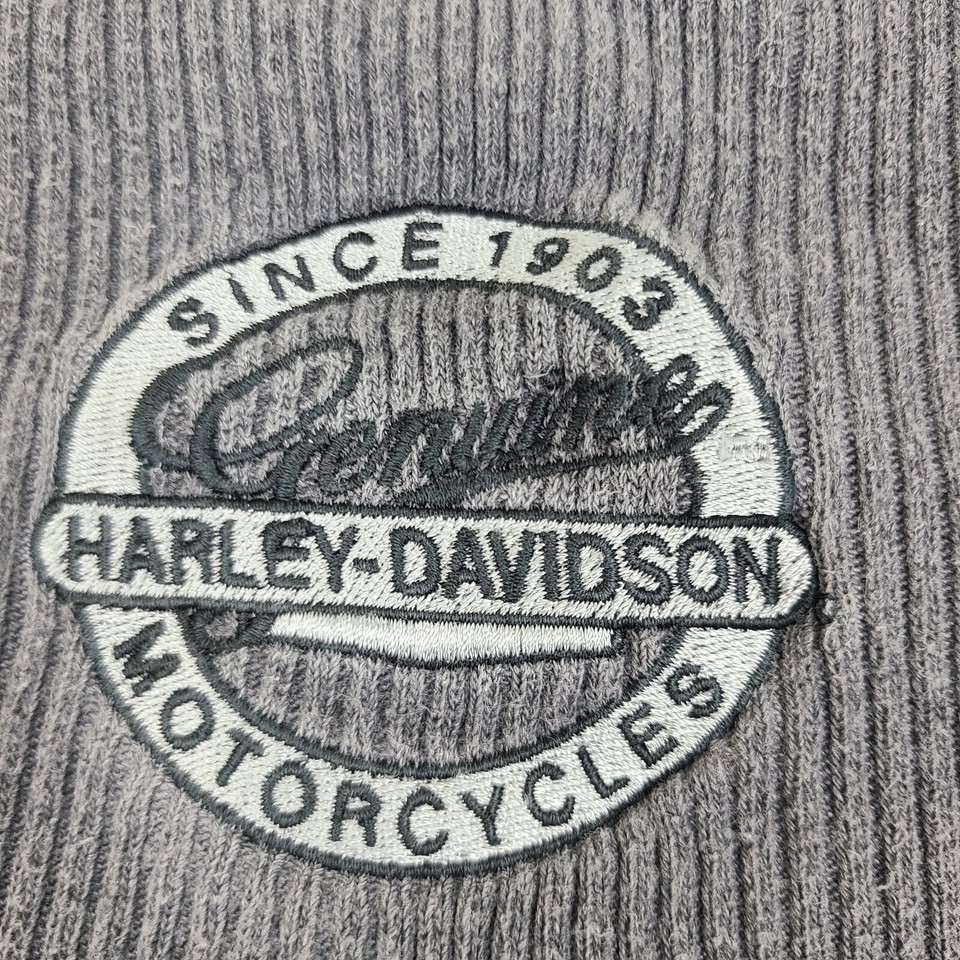 SINCE 1903
Genuine
HARLEY-DAVIDSON
MOTORCYCLES